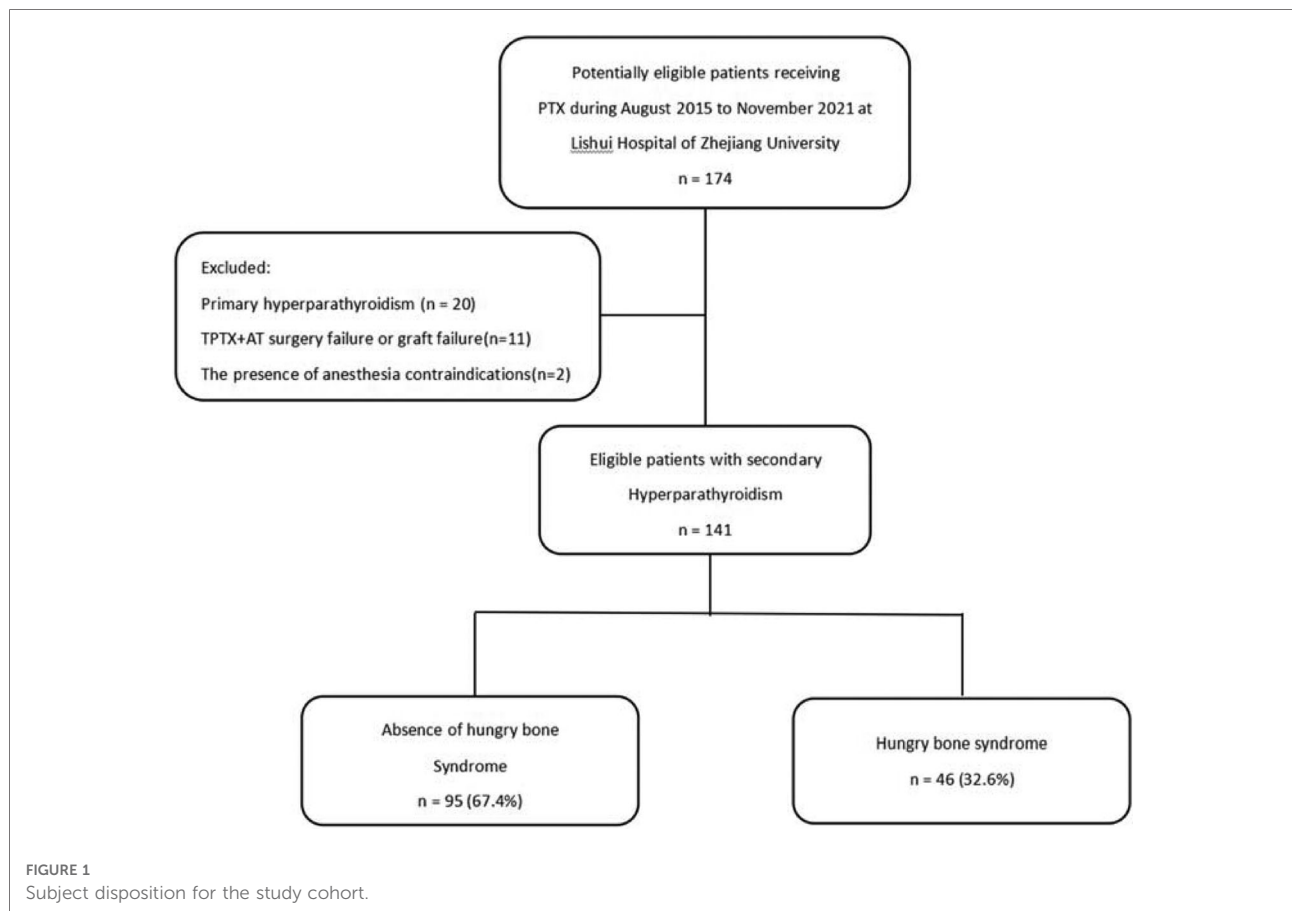 Potentially eligible patients receiving
PTX during August 2015 to November 2021 at
Lishui Hospital of Zhejiang University
n = 174
Excluded:
Primary hyperparathyroidism (n = 20)
TPTX+AT surgery failure or graft failure(n=11)
The presence of anesthesia contraindications(n=2)
Eligible patients with secondary
Hyperparathyroidism
n = 141
Absence of hungry bone
Syndrome
n = 95 (67.4%)
Hungry bone syndrome
n = 46 (32.6%)
FIGURE 1
Subject disposition for the study cohort.